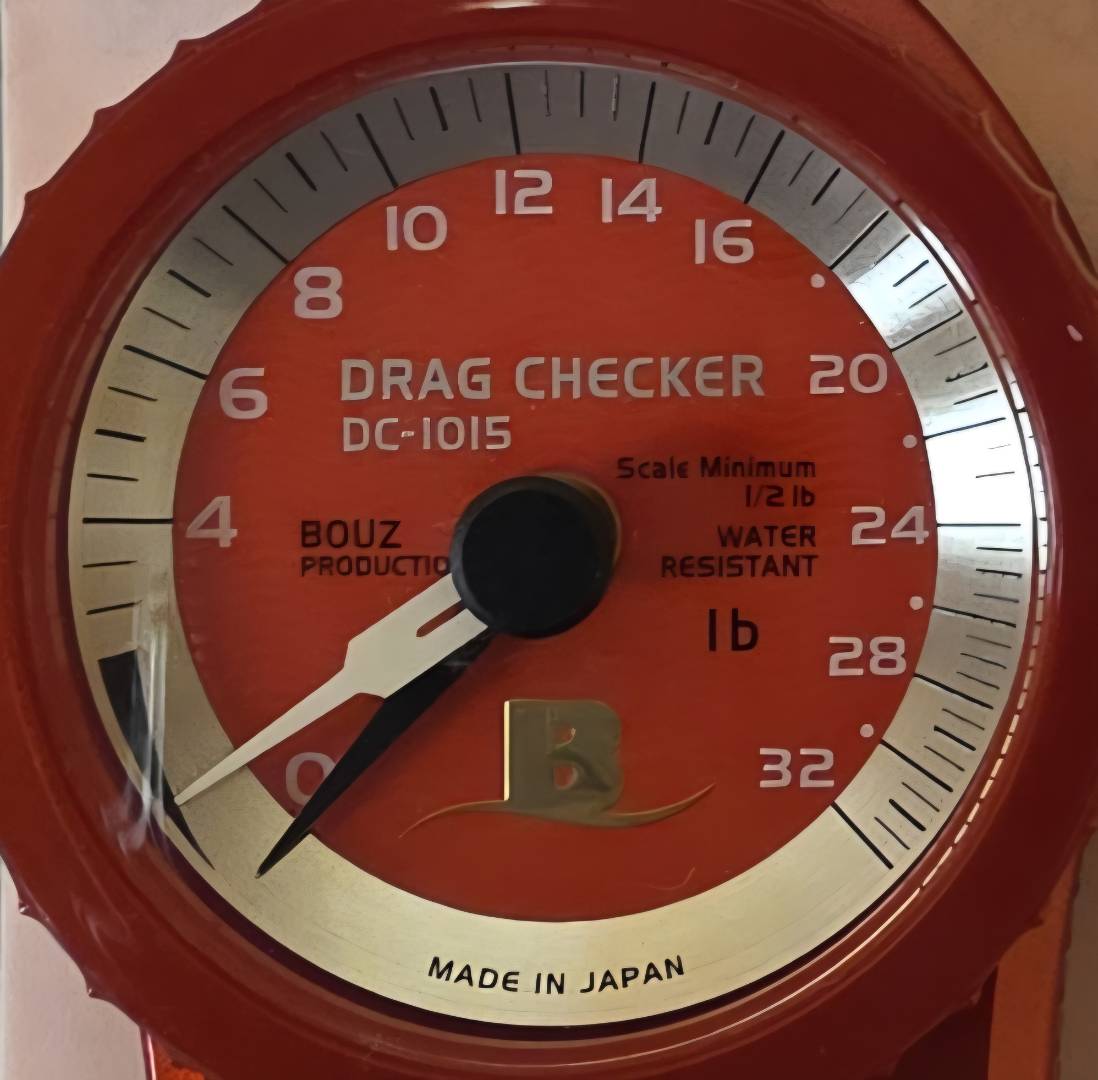 12
10
14
16
8
DRAG CHECKER
20
6
DC-1015
Scale Minimum
1/2 lb
4
BOUZ
WATER
24
PRODUCTIO
RESISTANT
lb
28
B
0
32
MADE IN JAPAN